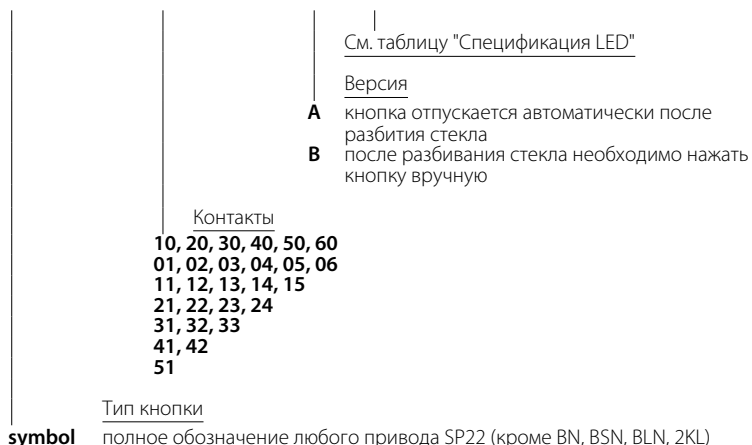 См. таблицу "Спецификация LED"
Версия
A кнопка отпускается автоматически после
разбития стекла
B после разбивания стекла необходимо нажать
кнопку вручную
Контакты
10, 20, 30, 40, 50, 60
01, 02, 03, 04, 05, 06
11, 12, 13, 14, 15
21, 22, 23, 24
31, 32, 33
41, 42
51
Тип кнопки
symbol полное обозначение любого привода SP22 (кроме BN, BSN, BLN, 2KL)